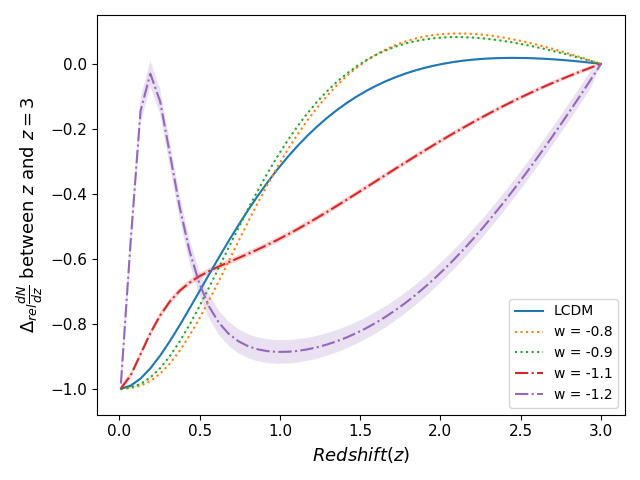 0.0
−0.2
−0.4
−0.6
−0.8
−1.0
Δ_rel dN/dz between z and z = 3
0.0 0.5 1.0 1.5 2.0 2.5 3.0
Redshift(z)
LCDM
w = -0.8
w = -0.9
w = -1.1
w = -1.2